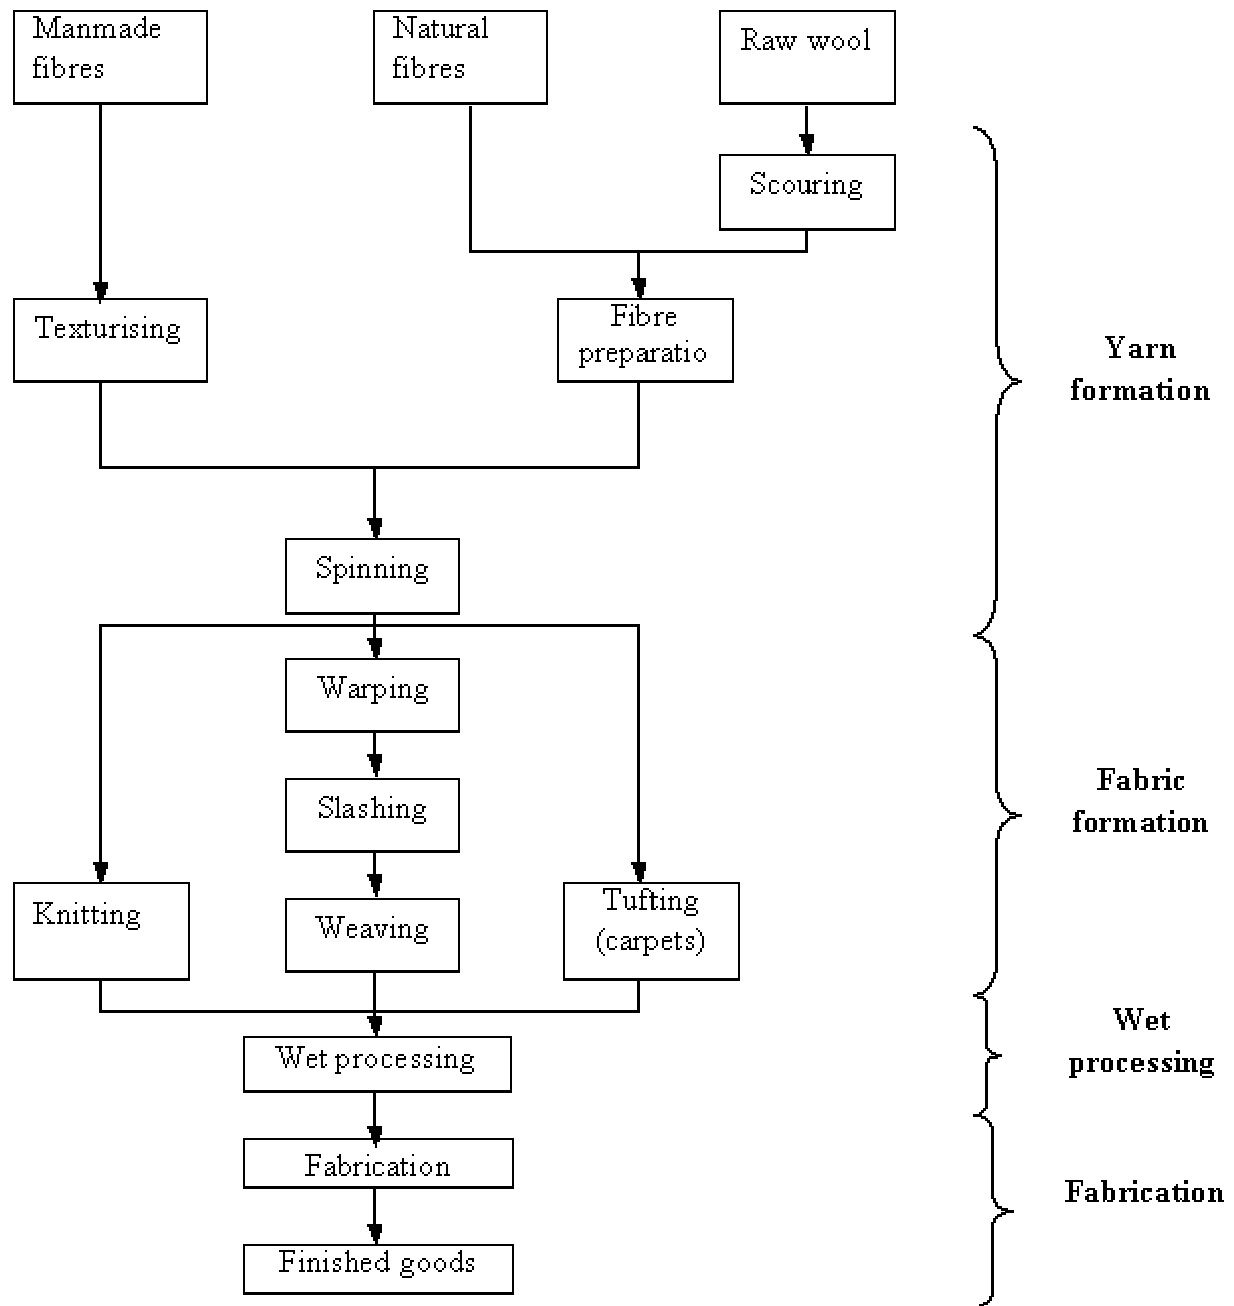 Manmade
fibres
Natural
fibres
Raw wool
Scouring
Texturising
Fibre
preparatio
Yarn
formation
Spinning
Warping
Slashing
Fabric
formation
Knitting
Weaving
Tufting
(carpets)
Wet processing
Wet
processing
Fabrication
Fabrication
Finished goods